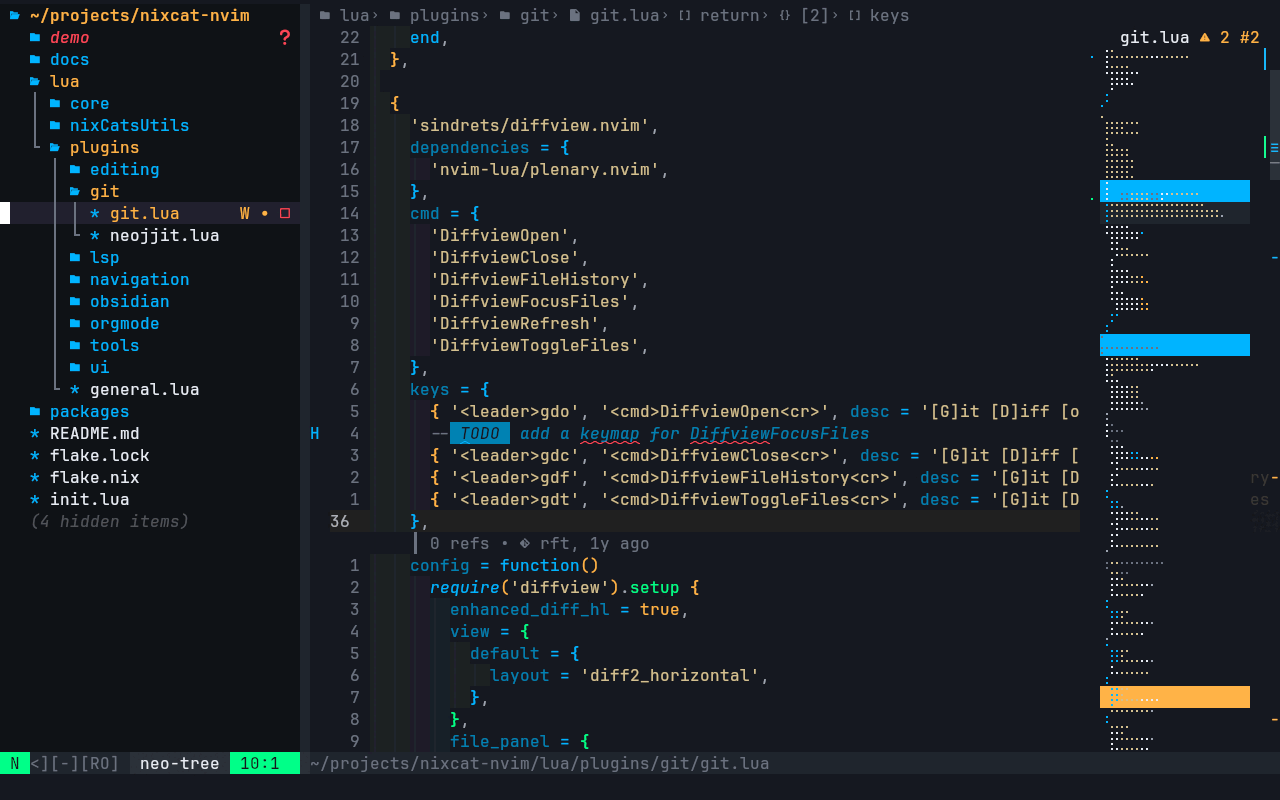 ~/projects/nixcat-nvim
demo ?
docs
lua
core
nixCatsUtils
plugins
editing
git
git.lua W •
neojjit.lua
lsp
navigation
obsidian
orgmode
tools
ui
general.lua
packages
* README.md
* flake.lock
* flake.nix
* init.lua
(4 hidden items)
N <][-][RO] neo-tree 10:1
lua› plugins› git› git.lua› [] return› {} [2]› [] keys
git.lua 2 #2
22 end,
21 },
20
19 {
18 'sindrets/diffview.nvim',
17 dependencies = {
16 'nvim-lua/plenary.nvim',
15 },
14 cmd = {
13 'DiffviewOpen',
12 'DiffviewClose',
11 'DiffviewFileHistory',
10 'DiffviewFocusFiles',
9 'DiffviewRefresh',
8 'DiffviewToggleFiles',
7 },
6 keys = {
5 { '<leader>gdo', '<cmd>DiffviewOpen<cr>', desc = '[G]it [D]iff [o
H 4 -- TODO add a keymap for DiffviewFocusFiles
3 { '<leader>gdc', '<cmd>DiffviewClose<cr>', desc = '[G]it [D]iff [
2 { '<leader>gdf', '<cmd>DiffviewFileHistory<cr>', desc = '[G]it [D
1 { '<leader>gdt', '<cmd>DiffviewToggleFiles<cr>', desc = '[G]it [D
36 },
0 refs • rft, 1y ago
1 config = function()
2 require('diffview').setup {
3 enhanced_diff_hl = true,
4 view = {
5 default = {
6 layout = 'diff2_horizontal',
7 },
8 },
9 file_panel = {
ry
es
~/projects/nixcat-nvim/lua/plugins/git/git.lua